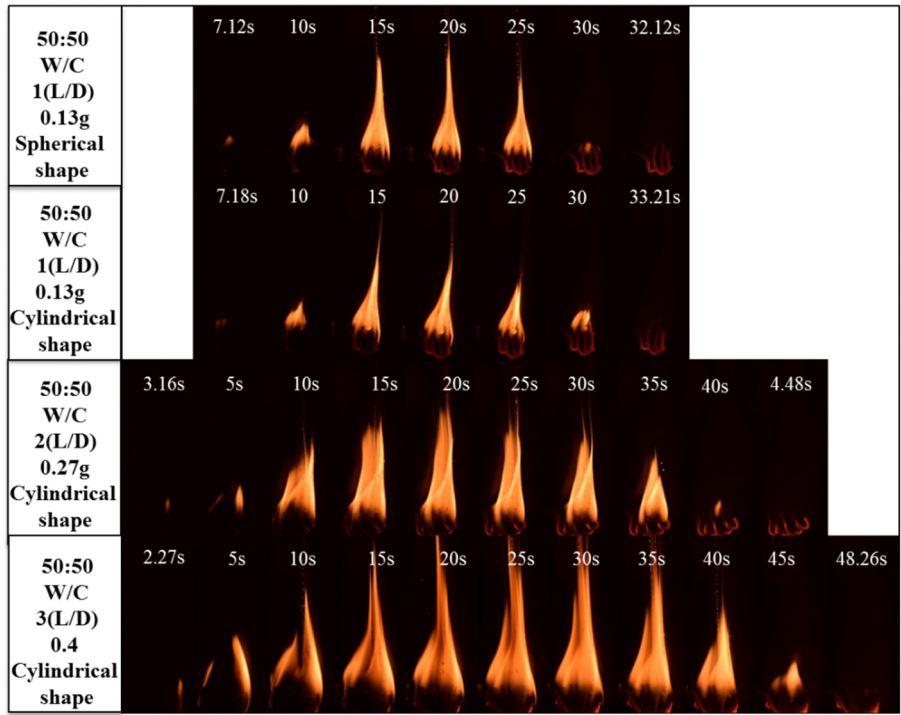 50:50
W/C
1(L/D)
0.13g
Spherical
shape
7.12s 10s 15s 20s 25s 30s 32.12s
50:50
W/C
1(L/D)
0.13g
Cylindrical
shape
7.18s 10 15 20 25 30 33.21s
50:50
W/C
2(L/D)
0.27g
Cylindrical
shape
3.16s 5s 10s 15s 20s 25s 30s 35s 40s 4.48s
50:50
W/C
3(L/D)
0.4
Cylindrical
shape
2.27s 5s 10s 15s 20s 25s 30s 35s 40s 45s 48.26s